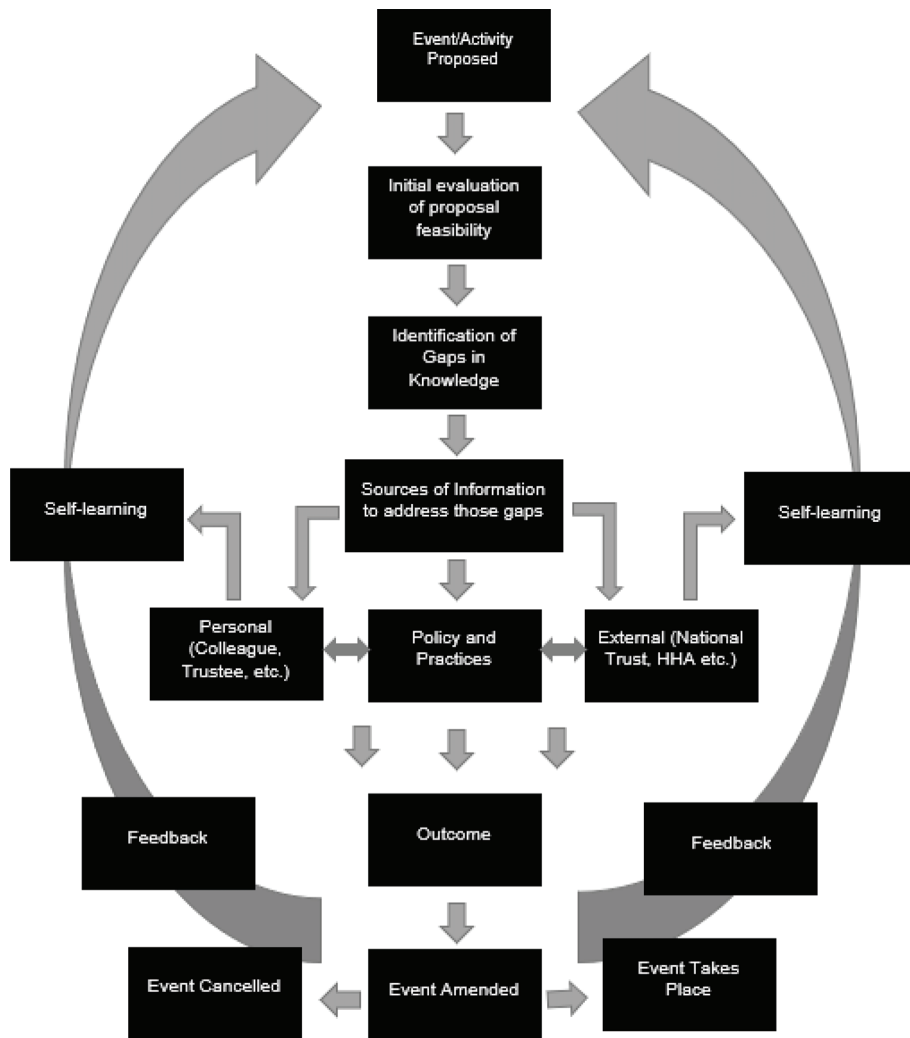 Event/Activity
Proposed
Initial evaluation
of proposal
feasibility
Identification of
Gaps in
Knowledge
Sources of Information
to address those gaps
Self-learning
Self-learning
Personal
(Colleague,
Trustee, etc.)
Policy and
Practices
External (National
Trust, HHA etc.)
Feedback
Outcome
Feedback
Event Cancelled
Event Amended
Event Takes
Place